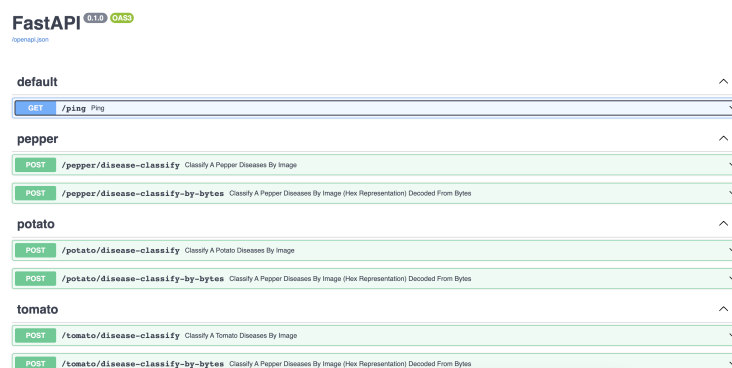 FastAPI 0.1.0 OAS3
/openapi.json
default
GET /ping Ping
pepper
POST /pepper/disease-classify Classify A Pepper Diseases By Image
POST /pepper/disease-classify-by-bytes Classify A Pepper Diseases By Image (Hex Representation) Decoded From Bytes
potato
POST /potato/disease-classify Classify A Potato Diseases By Image
POST /potato/disease-classify-by-bytes Classify A Pepper Diseases By Image (Hex Representation) Decoded From Bytes
tomato
POST /tomato/disease-classify Classify A Tomato Diseases By Image
POST /tomato/disease-classify-by-bytes Classify A Pepper Diseases By Image (Hex Representation) Decoded From Bytes